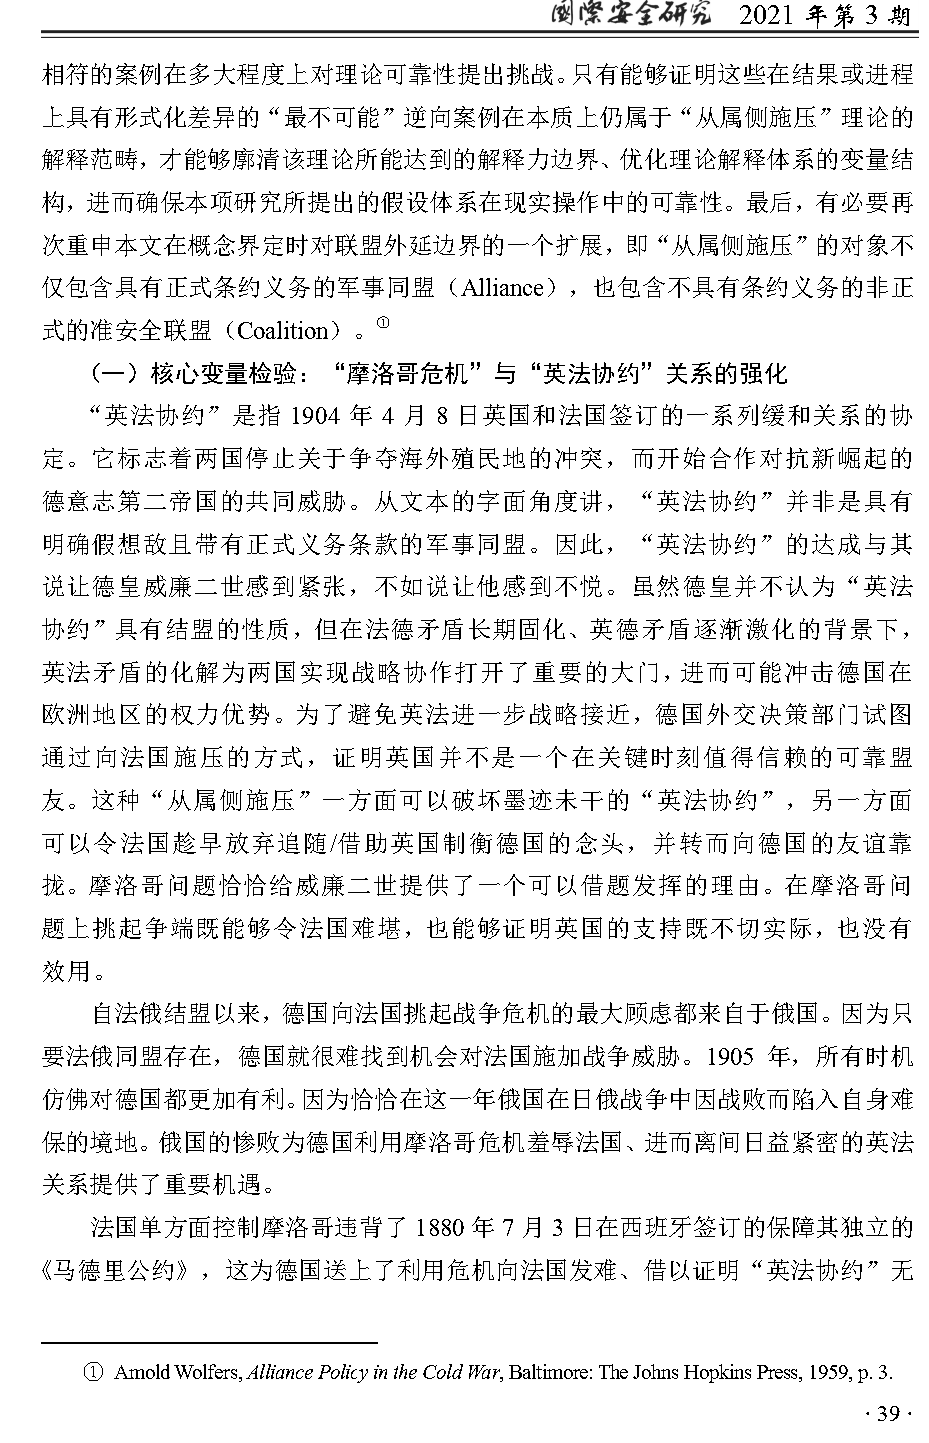 國際安全研究 2021 年第 3 期
相符的案例在多大程度上对理论可靠性提出挑战。只有能够证明这些在结果或进程
上具有形式化差异的“最不可能”逆向案例在本质上仍属于“从属侧施压”理论的
解释范畴，才能够廓清该理论所能达到的解释力边界、优化理论解释体系的变量结
构，进而确保本项研究所提出的假设体系在现实操作中的可靠性。最后，有必要再
次重申本文在概念界定时对联盟外延边界的一个扩展，即“从属侧施压”的对象不
仅包含具有正式条约义务的军事同盟（Alliance），也包含不具有条约义务的非正
式的准安全联盟（Coalition）。①
（一）核心变量检验：“摩洛哥危机”与“英法协约”关系的强化
“英法协约”是指 1904 年 4 月 8 日英国和法国签订的一系列缓和关系的协
定。它标志着两国停止关于争夺海外殖民地的冲突，而开始合作对抗新崛起的
德意志第二帝国的共同威胁。从文本的字面角度讲，“英法协约”并非是具有
明确假想敌且带有正式义务条款的军事同盟。因此，“英法协约”的达成与其
说让德皇威廉二世感到紧张，不如说让他感到不悦。虽然德皇并不认为“英法
协约”具有结盟的性质，但在法德矛盾长期固化、英德矛盾逐渐激化的背景下，
英法矛盾的化解为两国实现战略协作打开了重要的大门，进而可能冲击德国在
欧洲地区的权力优势。为了避免英法进一步战略接近，德国外交决策部门试图
通过向法国施压的方式，证明英国并不是一个在关键时刻值得信赖的可靠盟
友。这种“从属侧施压”一方面可以破坏墨迹未干的“英法协约”，另一方面
可以令法国趁早放弃追随/借助英国制衡德国的念头，并转而向德国的友谊靠
拢。摩洛哥问题恰恰给威廉二世提供了一个可以借题发挥的理由。在摩洛哥问
题上挑起争端既能够令法国难堪，也能够证明英国的支持既不切实际，也没有
效用。
自法俄结盟以来，德国向法国挑起战争危机的最大顾虑都来自于俄国。因为只
要法俄同盟存在，德国就很难找到机会对法国施加战争威胁。1905 年，所有时机
仿佛对德国都更加有利。因为恰恰在这一年俄国在日俄战争中因战败而陷入自身难
保的境地。俄国的惨败为德国利用摩洛哥危机羞辱法国、进而离间日益紧密的英法
关系提供了重要机遇。
法国单方面控制摩洛哥违背了 1880 年 7 月 3 日在西班牙签订的保障其独立的
《马德里公约》，这为德国送上了利用危机向法国发难、借以证明“英法协约”无
① Arnold Wolfers, Alliance Policy in the Cold War, Baltimore: The Johns Hopkins Press, 1959, p. 3.
· 39 ·